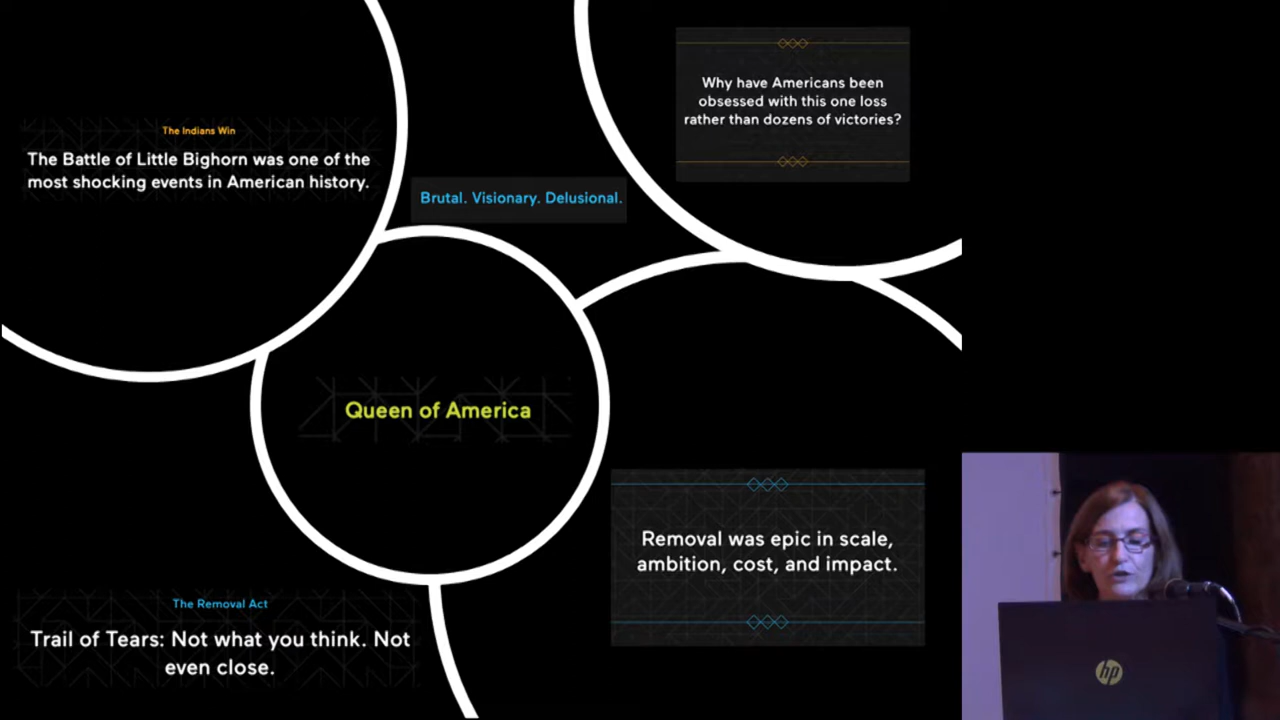 The Indians Win
The Battle of Little Bighorn was one of the
most shocking events in American history.
Why have Americans been
obsessed with this one loss
rather than dozens of victories?
Brutal. Visionary. Delusional.
Queen of America
Removal was epic in scale,
ambition, cost, and impact.
The Removal Act
Trail of Tears: Not what you think. Not
even close.
hp